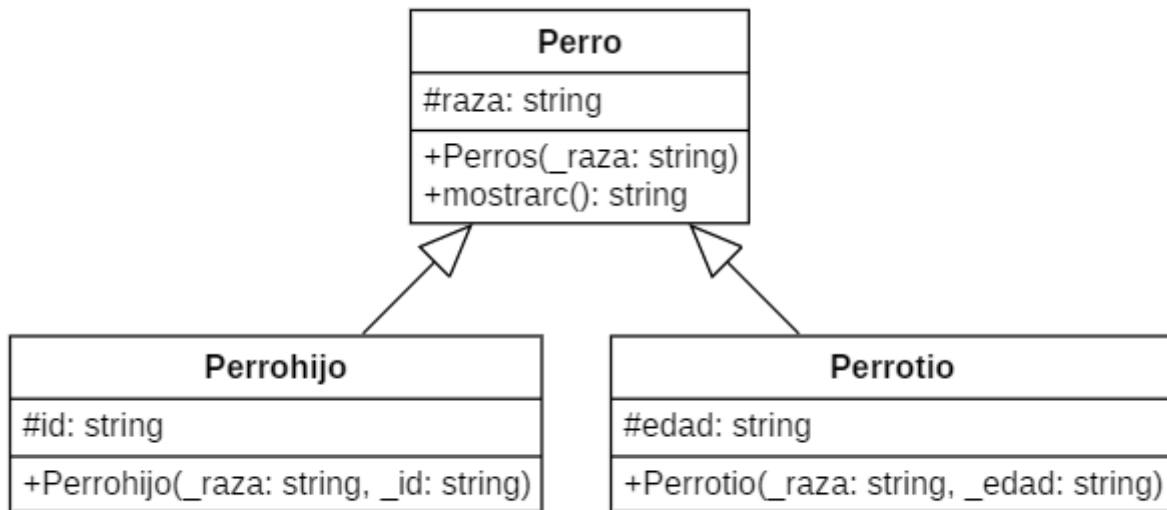 Perro
#raza: string
+Perros(_raza: string)
+mostrarc(): string
Perrohijo
#id: string
+Perrohijo(_raza: string, _id: string)
Perrotio
#edad: string
+Perrotio(_raza: string, _edad: string)